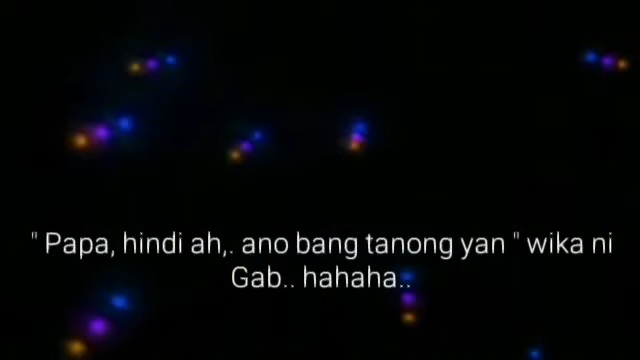 " Papa, hindi ah,. ano bang tanong yan " wika ni
Gab.. hahaha..